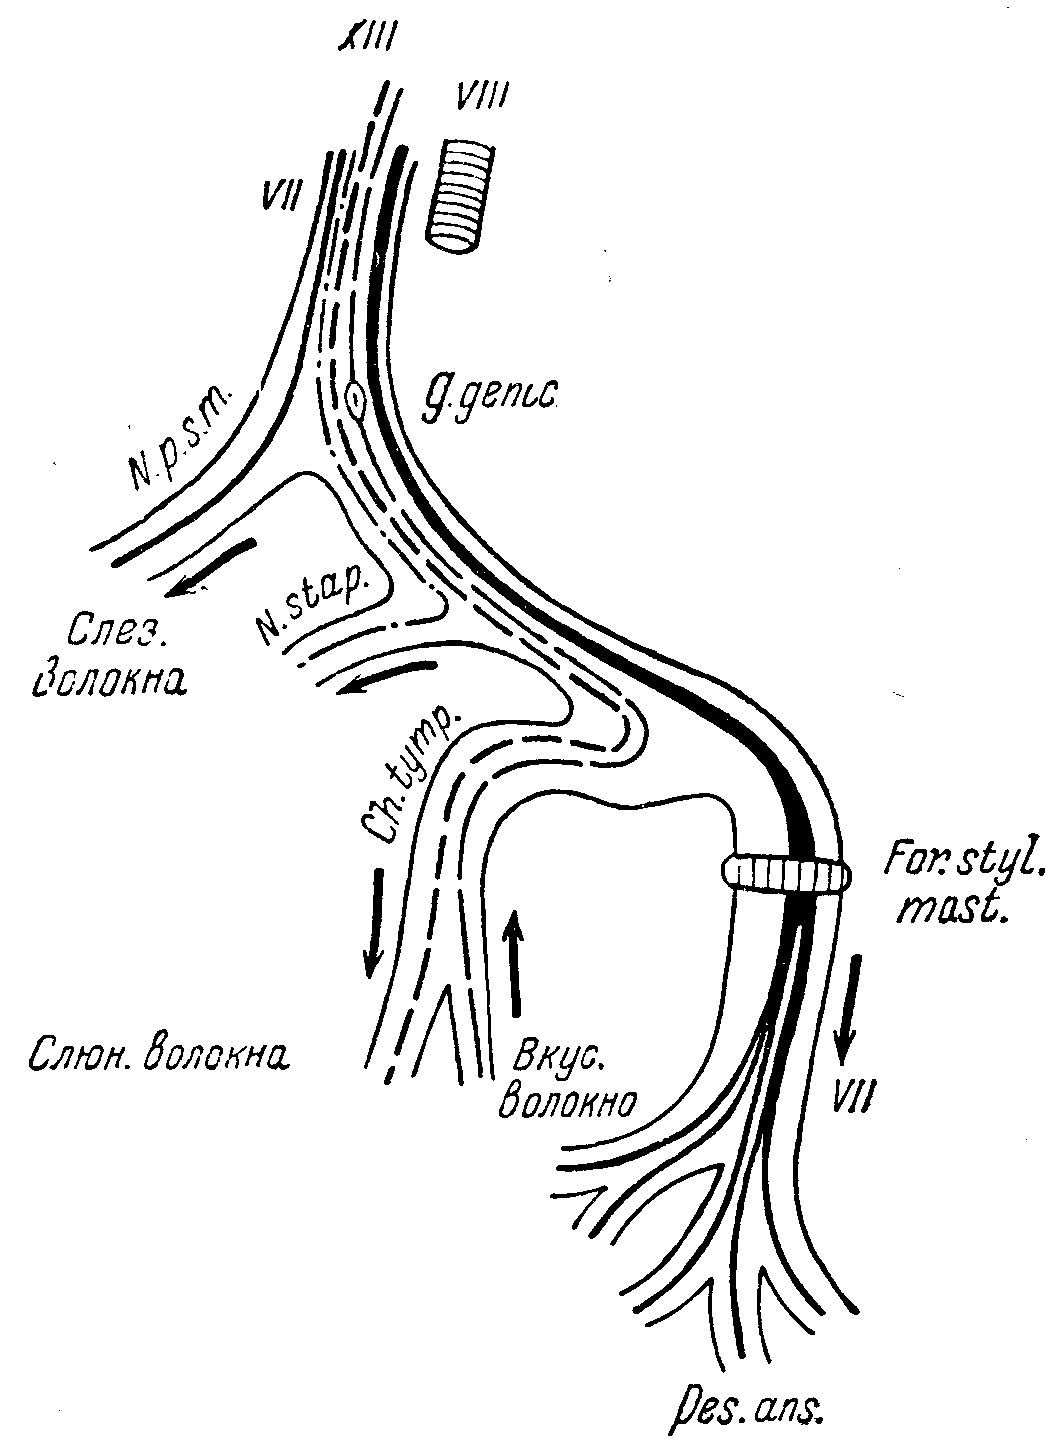 XIII
VIII
VII
g.genic
N.p.s.m.
N.stap.
Слез.
волокна
Ch.tymp.
For.styl.
mast.
Слюн. волокна
Вкус.
волокно
VII
Pes.ans.